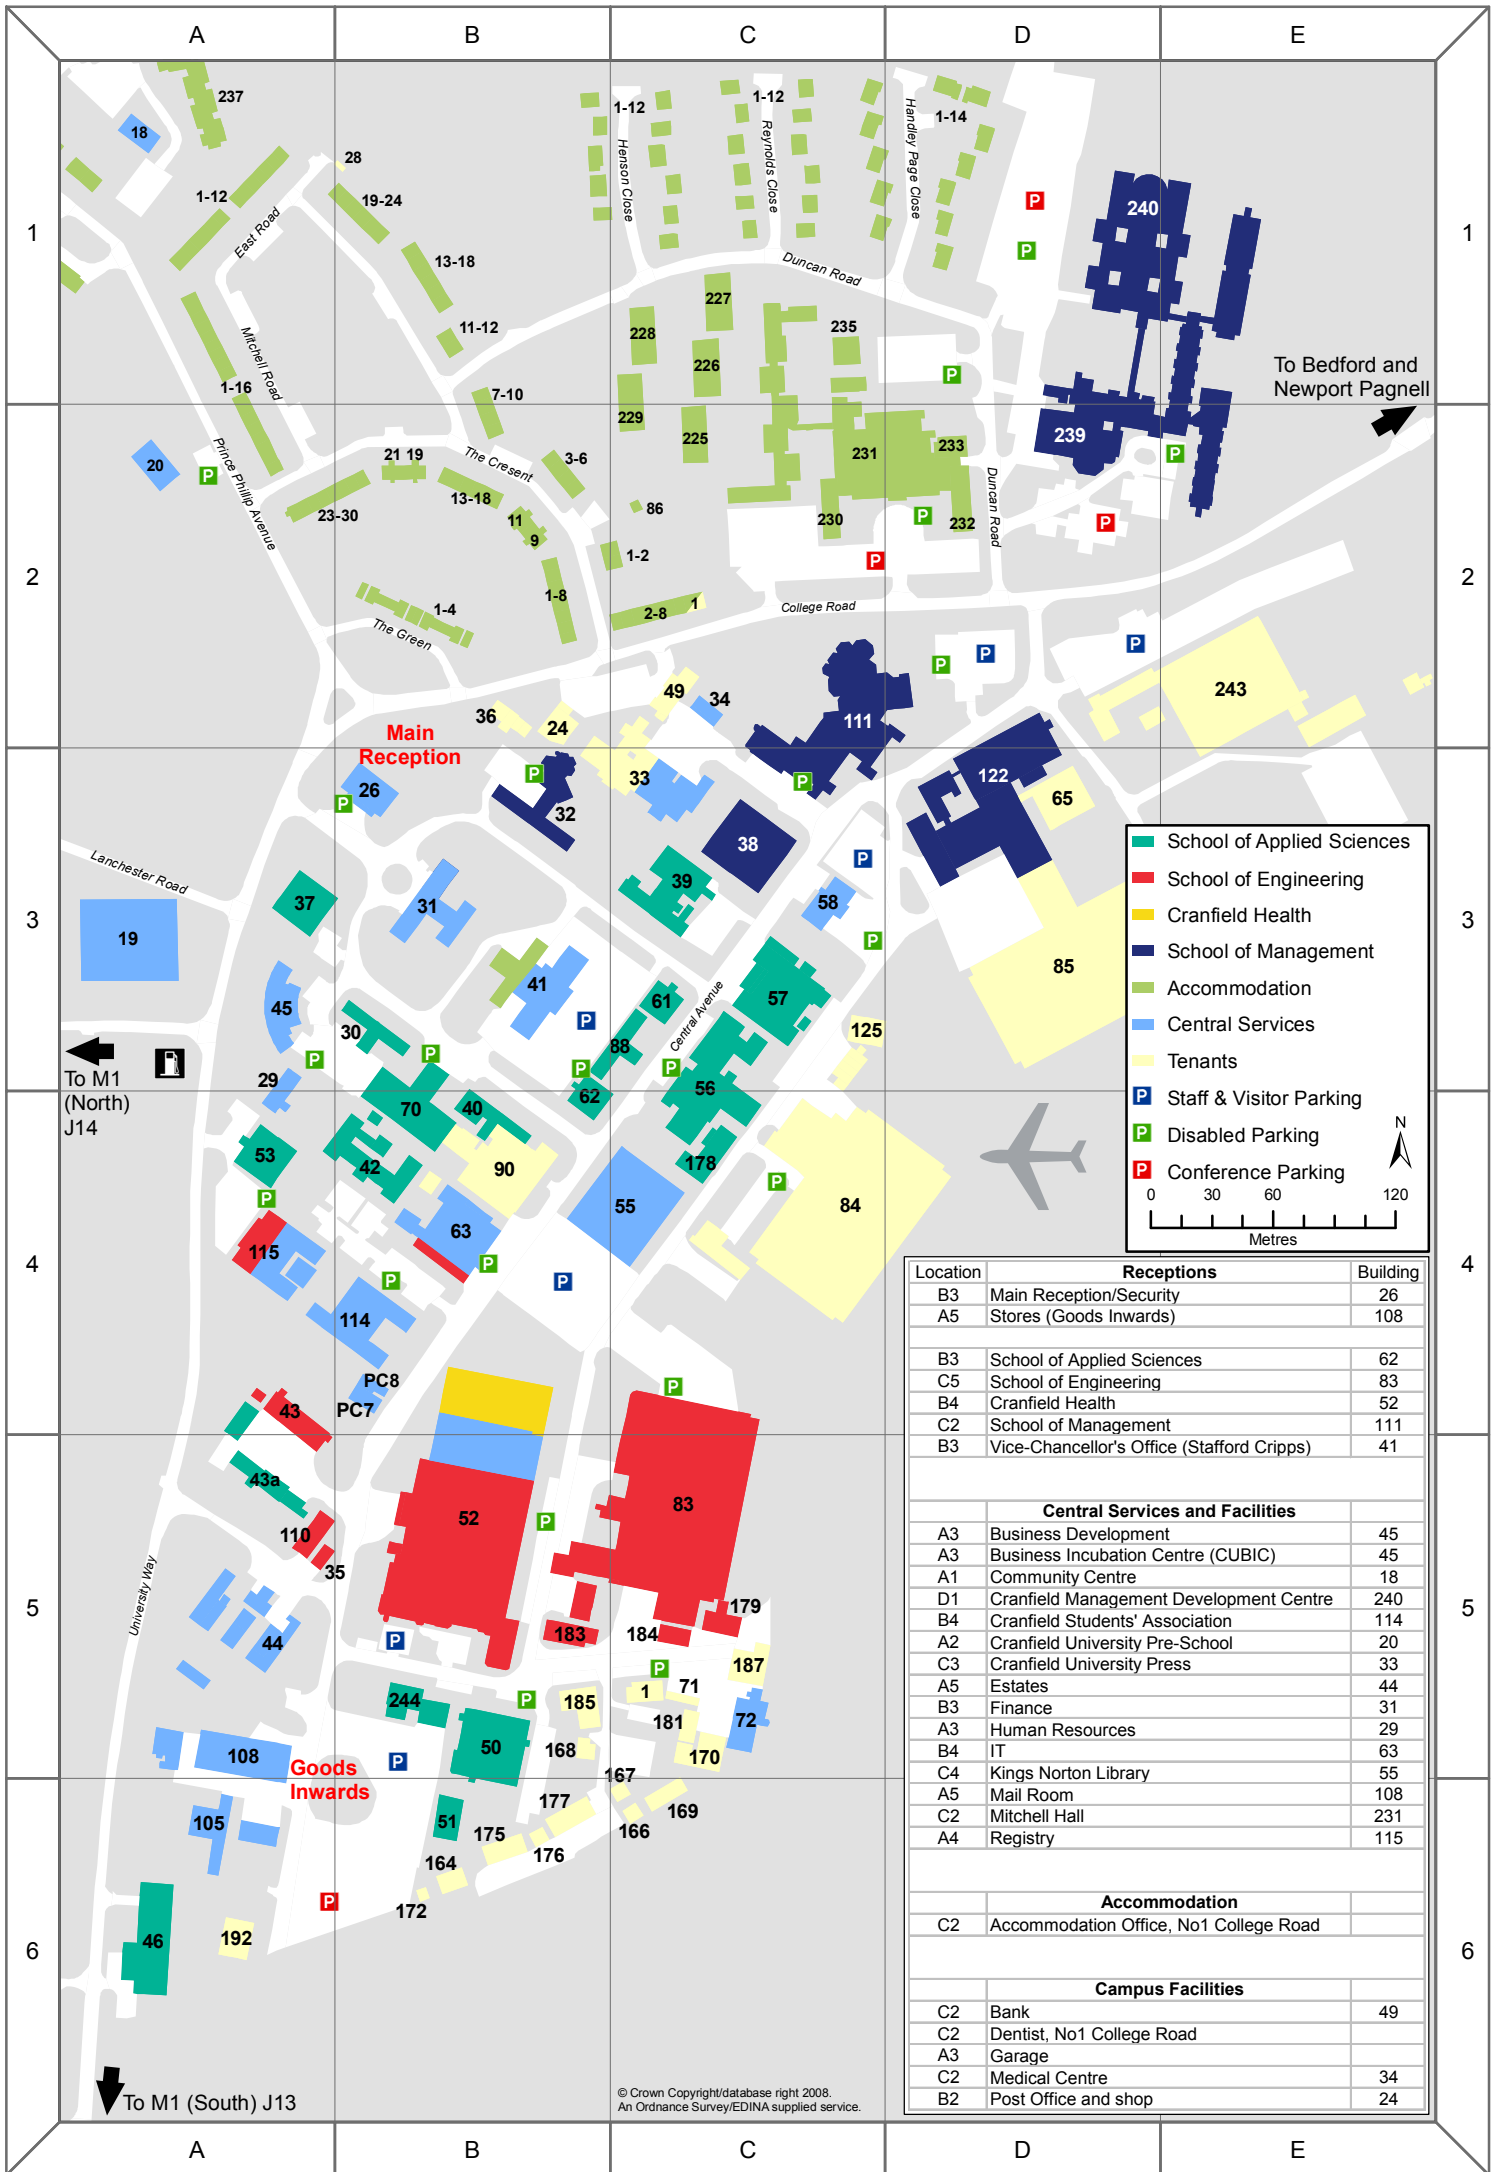 A B C D E
237
18
1-12
28
19-24
1-12
East Road
13-18
11-12
1-12
Henson Close
1-12
Reynolds Close
Handley Page Close
1-14
240
1
1
Duncan Road
227
228
226
235
229
225
Mitchell Road
1-16
7-10
To Bedford and
Newport Pagnell
239
20
Prince Phillip Avenue
21 19
The Cresent
3-6
13-18
23-30
11
9
86
231
233
230
232
Duncan Road
1-2
2
2
1-8
1-4
The Green
2-8
1
College Road
49
34
36
24
111
243
Main
Reception
26
33
32
122
65
38
Lanchester Road
37
31
39
58
3
3
19
85
45
41
61
57
30
88
Central Avenue
125
To M1
(North)
J14
29
70
40
62
56
53
42
90
178
55
84
63
115
4
4
114
PC8
PC7
43
43a
52
83
110
35
University Way
5
5
44
183
184
179
187
244
185
1
71
181
72
50
168
170
108
Goods
Inwards
167
105
51
177
169
175
166
176
164
172
46
192
6
6
To M1 (South) J13
School of Applied Sciences
School of Engineering
Cranfield Health
School of Management
Accommodation
Central Services
Tenants
P Staff & Visitor Parking
P Disabled Parking
P Conference Parking
N
0 30 60 120
Metres
Location Receptions Building
B3 Main Reception/Security 26
A5 Stores (Goods Inwards) 108
B3 School of Applied Sciences 62
C5 School of Engineering 83
B4 Cranfield Health 52
C2 School of Management 111
B3 Vice-Chancellor's Office (Stafford Cripps) 41
Central Services and Facilities
A3 Business Development 45
A3 Business Incubation Centre (CUBIC) 45
A1 Community Centre 18
D1 Cranfield Management Development Centre 240
B4 Cranfield Students' Association 114
A2 Cranfield University Pre-School 20
C3 Cranfield University Press 33
A5 Estates 44
B3 Finance 31
A3 Human Resources 29
B4 IT 63
C4 Kings Norton Library 55
A5 Mail Room 108
C2 Mitchell Hall 231
A4 Registry 115
Accommodation
C2 Accommodation Office, No1 College Road
Campus Facilities
C2 Bank 49
C2 Dentist, No1 College Road
A3 Garage
C2 Medical Centre 34
B2 Post Office and shop 24
© Crown Copyright/database right 2008.
An Ordnance Survey/EDINA supplied service.
A B C D E